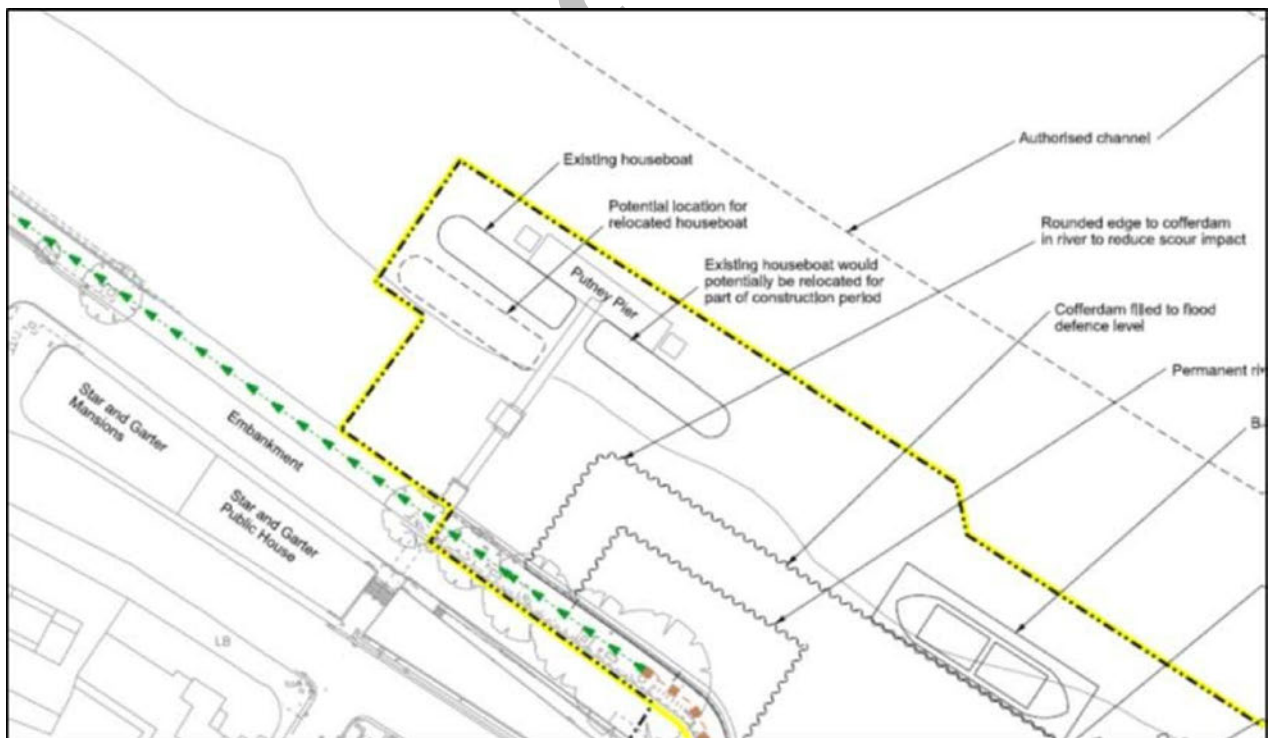 Authorised channel
Existing houseboat
Potential location for
relocated houseboat
Rounded edge to cofferdam
in river to reduce scour impact
Existing houseboat would
potentially be relocated for
part of construction period
Putney Pier
Cofferdam filled to flood
defence level
Permanent
Star and Garter
Mansions
Embankment
Star and Garter
Public House
LB